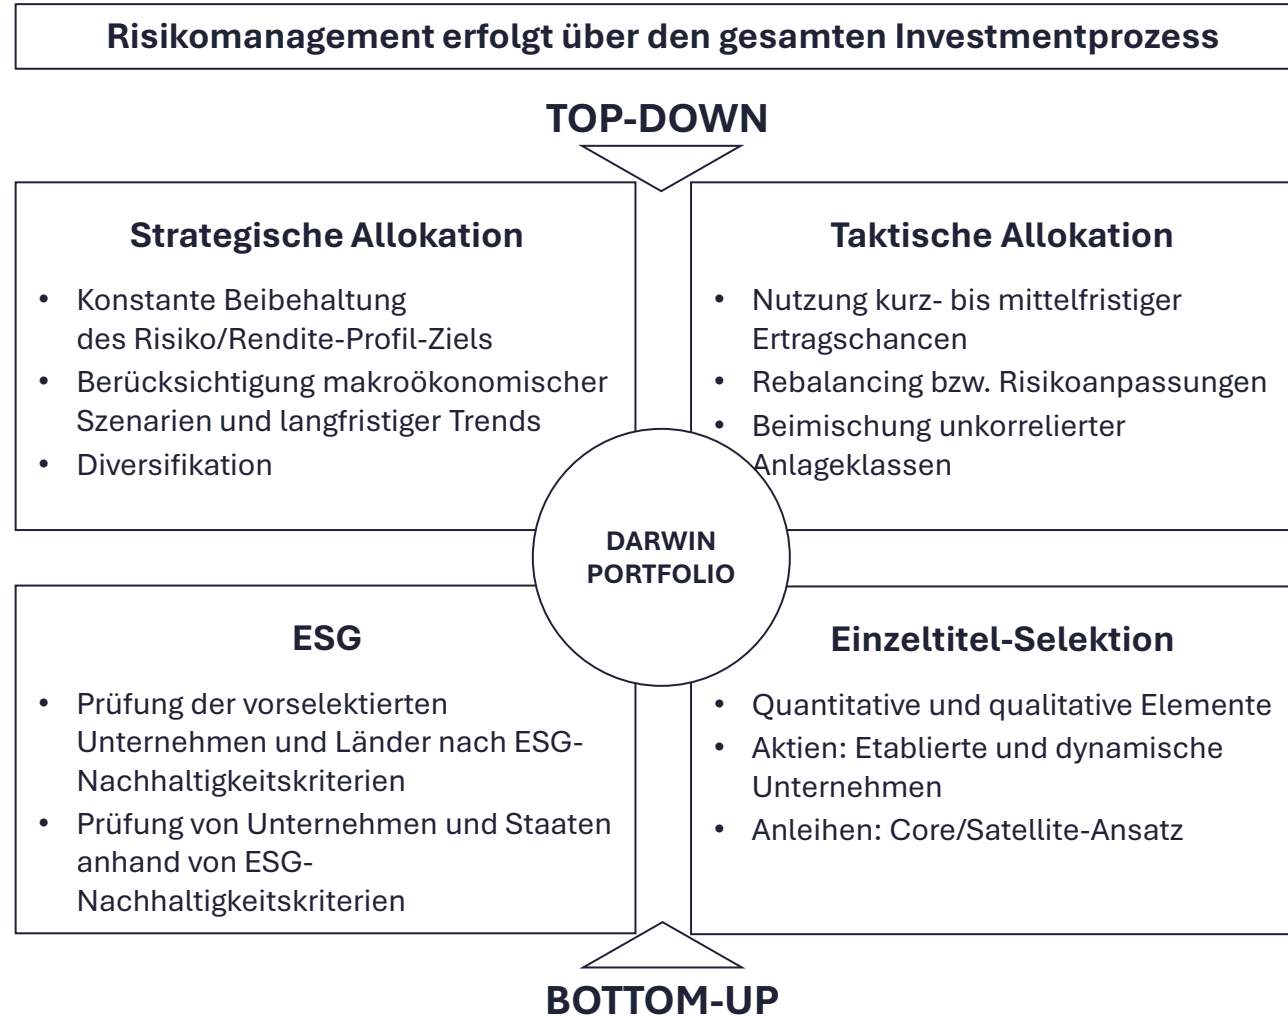 Risikomanagement erfolgt über den gesamten Investmentprozess
TOP-DOWN
Strategische Allokation
• Konstante Beibehaltung
des Risiko/Rendite-Profil-Ziels
• Berücksichtigung makroökonomischer
Szenarien und langfristiger Trends
• Diversifikation
Taktische Allokation
• Nutzung kurz- bis mittelfristiger
Ertragschancen
• Rebalancing bzw. Risikoanpassungen
• Beimischung unkorrelierter
Anlageklassen
DARWIN
PORTFOLIO
ESG
• Prüfung der vorselektierten
Unternehmen und Länder nach ESG-
Nachhaltigkeitskriterien
• Prüfung von Unternehmen und Staaten
anhand von ESG-
Nachhaltigkeitskriterien
Einzeltitel-Selektion
• Quantitative und qualitative Elemente
• Aktien: Etablierte und dynamische
Unternehmen
• Anleihen: Core/Satellite-Ansatz
BOTTOM-UP